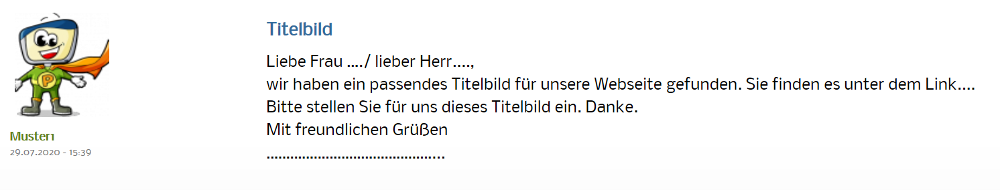 Titelbild
Liebe Frau ..../ lieber Herr....,
wir haben ein passendes Titelbild für unsere Webseite gefunden. Sie finden es unter dem Link....
Bitte stellen Sie für uns dieses Titelbild ein. Danke.
Mit freundlichen Grüßen
.............................................
P
Muster1
29.07.2020 - 15:39